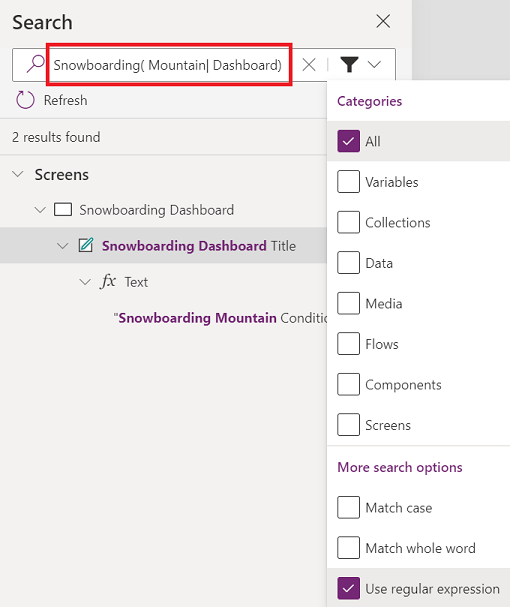 Search
Snowboarding( Mountain| Dashboard)
Refresh
2 results found
Screens
Snowboarding Dashboard
Snowboarding Dashboard Title
fx Text
"Snowboarding Mountain Conditio
Categories
All
Variables
Collections
Data
Media
Flows
Components
Screens
More search options
Match case
Match whole word
Use regular expression